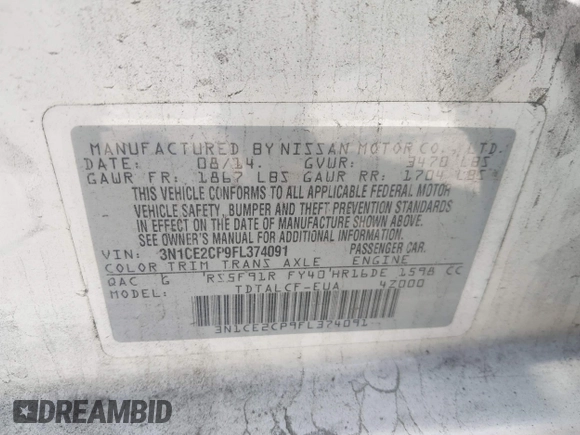 MANUFACTURED BY NISSAN MOTOR CO., LTD.
DATE: 08/14. GVWR: 3470 LBS
GAWR FR: 1867 LBS GAWR RR: 1704 LBS
THIS VEHICLE CONFORMS TO ALL APPLICABLE FEDERAL MOTOR
VEHICLE SAFETY, BUMPER AND THEFT PREVENTION STANDARDS
IN EFFECT ON THE DATE OF MANUFACTURE SHOWN ABOVE.
SEE OWNER'S MANUAL FOR ADDITIONAL INFORMATION.
VIN: 3N1CE2CP9FL374091 PASSENGER CAR.
COLOR TRIM TRANS AXLE ENGINE
QAC G RS5F91R FY40 HR16DE 1598 CC
MODEL: TDTALCF-EUA 4Z000
3N1CE2CP9FL374091
DREAMBID